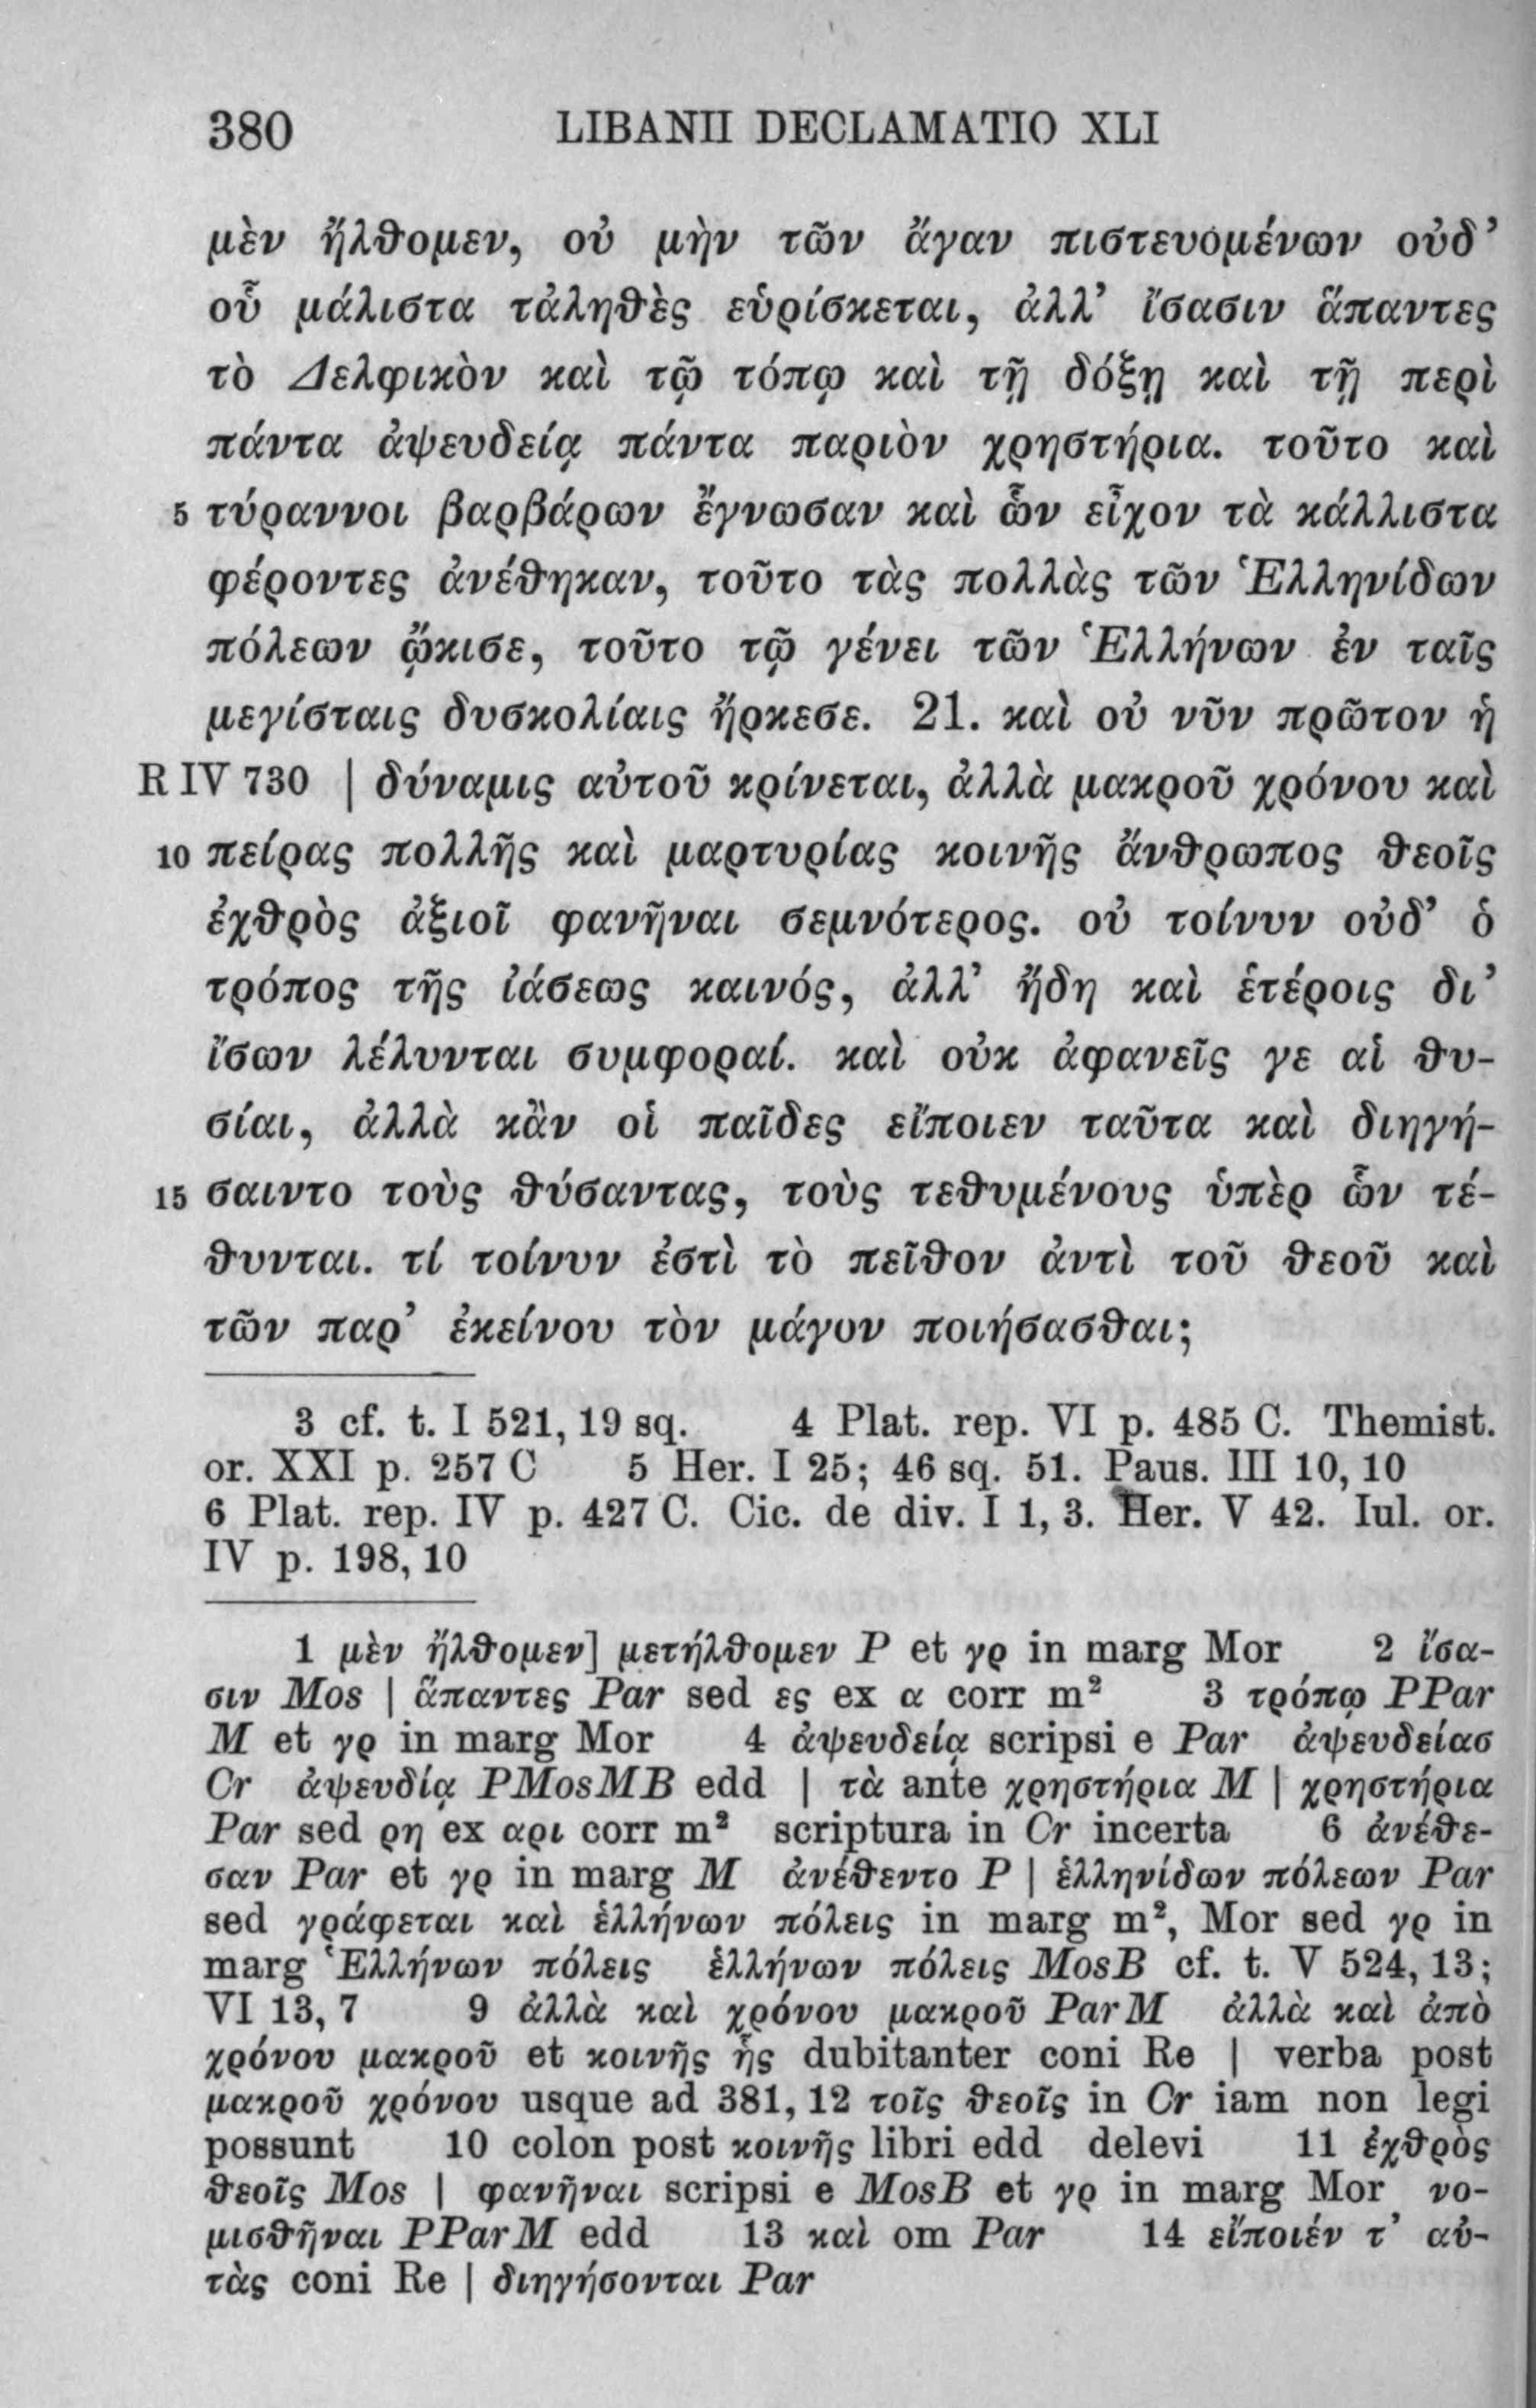 380 LIBANII DECLAMATIO XLI
μὲν ἤλθομεν, οὐ μὴν τῶν ἄγαν πιστευομένων οὐδ’
οὗ μάλιστα τἀληθὲς εὑρίσκεται, ἀλλ’ ἴσασιν ἅπαντες
τὸ Δελφικὸν καὶ τῷ τόπῳ καὶ τῇ δόξῃ καὶ τῇ περὶ
πάντα ἀψευδείᾳ πάντα παριὸν χρηστήρια. τοῦτο καὶ
5 τύραννοι βαρβάρων ἔγνωσαν καὶ ὧν εἶχον τὰ κάλλιστα
φέροντες ἀνέθηκαν, τοῦτο τὰς πολλὰς τῶν Ἑλληνίδων
πόλεων ᾤκισε, τοῦτο τῷ γένει τῶν Ἑλλήνων ἐν ταῖς
μεγίσταις δυσκολίαις ἤρκεσε. 21. καὶ οὐ νῦν πρῶτον ἡ
R IV 730 | δύναμις αὐτοῦ κρίνεται, ἀλλὰ μακροῦ χρόνου καὶ
10 πείρας πολλῆς καὶ μαρτυρίας κοινῆς ἄνθρωπος θεοῖς
ἐχθρὸς ἀξιοῖ φανῆναι σεμνότερος. οὐ τοίνυν οὐδ’ ὁ
τρόπος τῆς ἰάσεως καινός, ἀλλ’ ἤδη καὶ ἑτέροις δι’
ἴσων λέλυνται συμφοραί. καὶ οὐκ ἀφανεῖς γε αἱ θυ-
σίαι, ἀλλὰ κἂν οἱ παῖδες εἴποιεν ταῦτα καὶ διηγή-
15 σαιντο τοὺς θύσαντας, τοὺς τεθυμένους ὑπὲρ ὧν τέ-
θυνται. τί τοίνυν ἐστὶ τὸ πεῖθον ἀντὶ τοῦ θεοῦ καὶ
τῶν παρ’ ἐκείνου τὸν μάγον ποιήσασθαι;
3 cf. t. I 521, 19 sq. 4 Plat. rep. VI p. 485 C. Themist.
or. XXI p. 257 C 5 Her. I 25; 46 sq. 51. Paus. III 10, 10
6 Plat. rep. IV p. 427 C. Cic. de div. I 1, 3. Her. V 42. Iul. or.
IV p. 198, 10
1 μὲν ἤλθομεν] μετήλθομεν P et γρ in marg Mor 2 ἴσα-
σιν Mos | ἅπαντες Par sed ες ex α corr m² 3 τρόπῳ PPar
M et γρ in marg Mor 4 ἀψευδείᾳ scripsi e Par ἀψευδείασ
Cr ἀψευδίᾳ PMosMB edd | τὰ ante χρηστήρια M | χρηστήρια
Par sed ρη ex αρι corr m² scriptura in Cr incerta 6 ἀνέθε-
σαν Par et γρ in marg M ἀνέθεντο P | ἑλληνίδων πόλεων Par
sed γράφεται καὶ ἑλλήνων πόλεις in marg m², Mor sed γρ in
marg Ἑλλήνων πόλεις ἑλλήνων πόλεις MosB cf. t. V 524, 13;
VI 13, 7 9 ἀλλὰ καὶ χρόνου μακροῦ ParM ἀλλὰ καὶ ἀπὸ
χρόνου μακροῦ et κοινῆς ἧς dubitanter coni Re | verba post
μακροῦ χρόνου usque ad 381, 12 τοῖς θεοῖς in Cr iam non legi
possunt 10 colon post κοινῆς libri edd delevi 11 ἐχθρὸς
θεοῖς Mos | φανῆναι scripsi e MosB et γρ in marg Mor νο-
μισθῆναι PParM edd 13 καὶ om Par 14 εἴποιέν τ’ αὐ-
τὰς coni Re | διηγήσονται Par